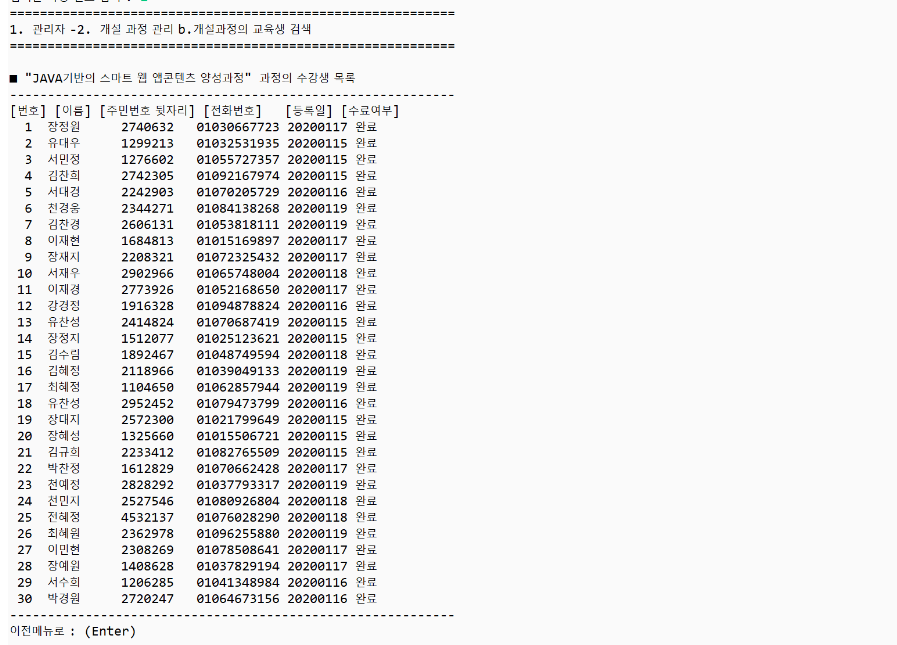 ============================================================
1. 관리자 -2. 개설 과정 관리 b.개설과정의 교육생 검색
============================================================
■ "JAVA기반의 스마트 웹 앱콘텐츠 양성과정" 과정의 수강생 목록
------------------------------------------------------------
[번호] [이름] [주민번호 뒷자리] [전화번호] [등록일] [수료여부]
1 장정원 2740632 01030667723 20200117 완료
2 유대우 1299213 01032531935 20200115 완료
3 서민정 1276602 01055727357 20200115 완료
4 김찬희 2742305 01092167974 20200115 완료
5 서대경 2242903 01070205729 20200116 완료
6 천경웅 2344271 01084138268 20200119 완료
7 김찬경 2606131 01053818111 20200119 완료
8 이재현 1684813 01015169897 20200117 완료
9 장재지 2208321 01072325432 20200117 완료
10 서재우 2902966 01065748004 20200118 완료
11 이재경 2773926 01052168650 20200117 완료
12 강경정 1916328 01094878824 20200116 완료
13 유찬성 2414824 01070687419 20200115 완료
14 장정지 1512077 01025123621 20200115 완료
15 김수림 1892467 01048749594 20200118 완료
16 김혜정 2118966 01039049133 20200119 완료
17 최혜정 1104650 01062857944 20200119 완료
18 유찬성 2952452 01079473799 20200116 완료
19 장대지 2572300 01021799649 20200115 완료
20 장혜성 1325660 01015506721 20200115 완료
21 김규희 2233412 01082765509 20200115 완료
22 박찬정 1612829 01070662428 20200117 완료
23 천예정 2828292 01037793317 20200119 완료
24 천민지 2527546 01080926804 20200118 완료
25 전혜정 4532137 01076028290 20200118 완료
26 최혜원 2362978 01096255880 20200119 완료
27 이민현 2308269 01078508641 20200117 완료
28 장예원 1408628 01037829194 20200117 완료
29 서수희 1206285 01041348984 20200116 완료
30 박경원 2720247 01064673156 20200116 완료
------------------------------------------------------------
이전메뉴로 : (Enter)